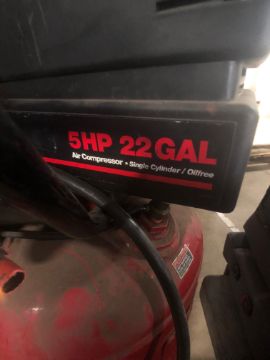 5HP 22GAL
Air Compressor • Single Cylinder / Oilfree